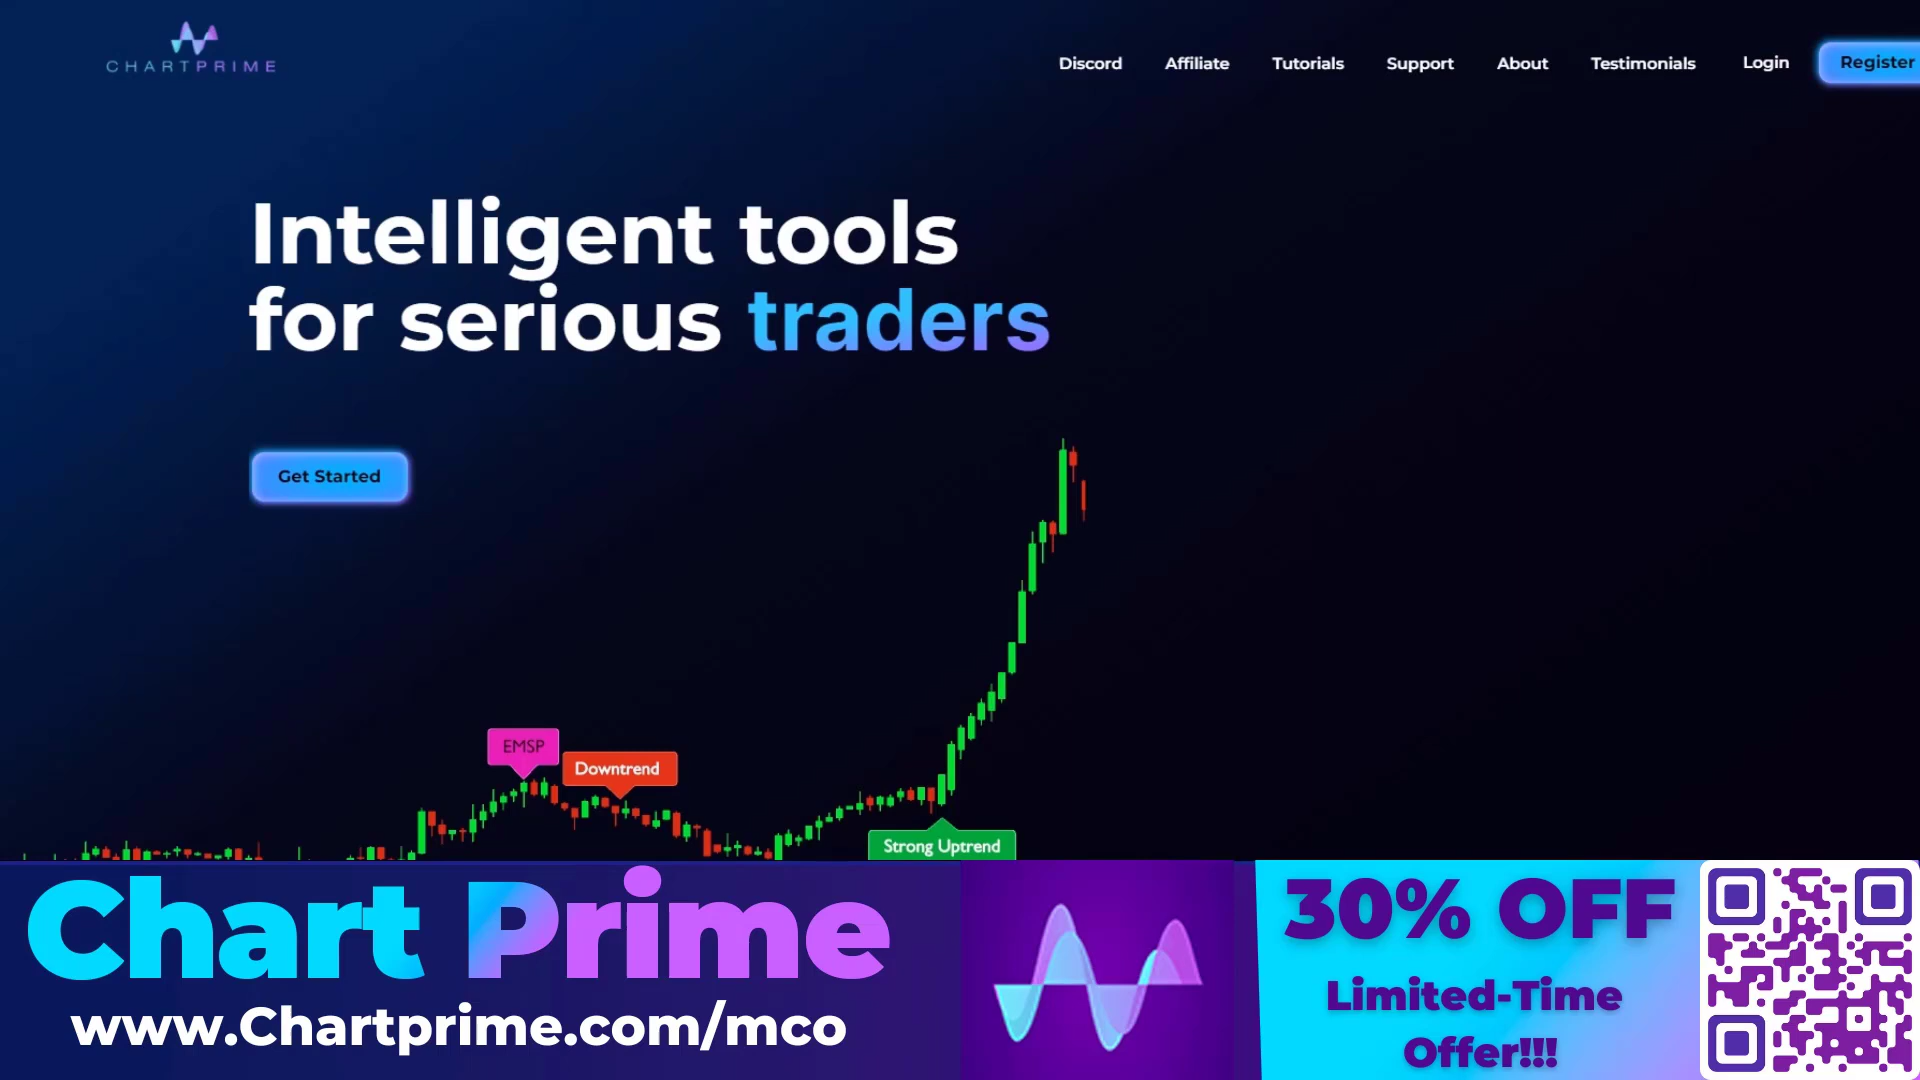 CHARTPRIME
Discord Affiliate Tutorials Support About Testimonials Login Register
Intelligent tools
for serious traders
Get Started
EMSP
Downtrend
Strong Uptrend
Chart Prime
www.Chartprime.com/mco
30% OFF
Limited-Time
Offer!!!